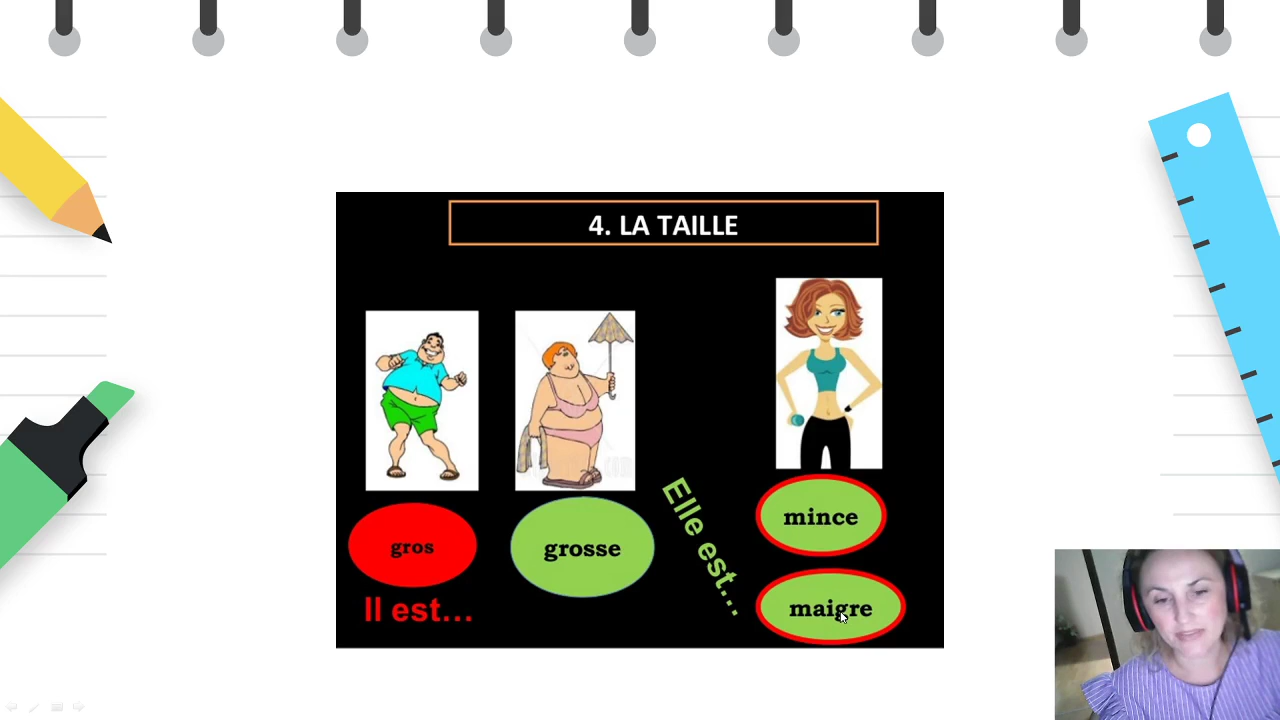 4. LA TAILLE
gros
grosse
mince
maigre
Il est...
Elle est...